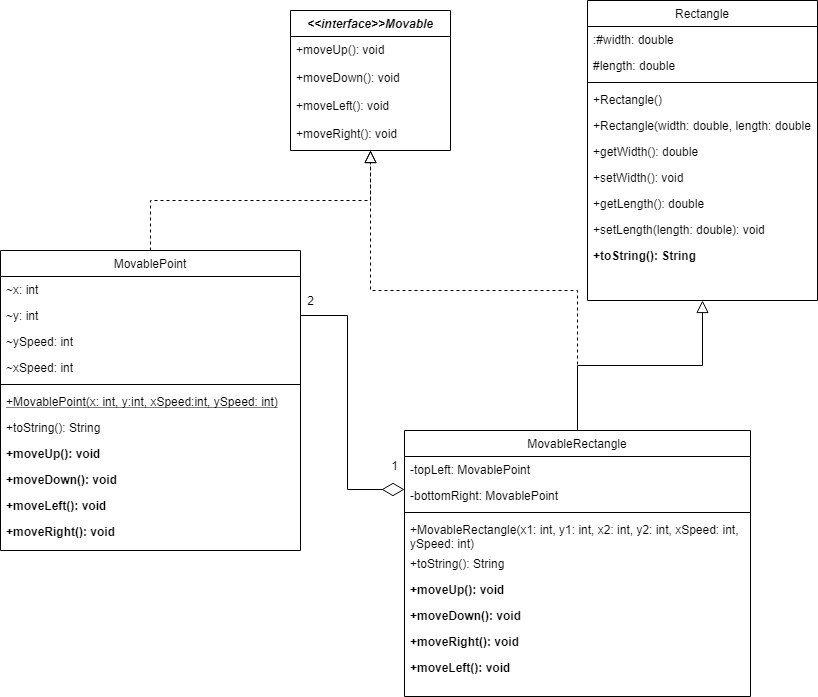 <<interface>>Movable
+moveUp(): void
+moveDown(): void
+moveLeft(): void
+moveRight(): void
Rectangle
:#width: double
#length: double
+Rectangle()
+Rectangle(width: double, length: double
+getWidth(): double
+setWidth(): void
+getLength(): double
+setLength(length: double): void
+toString(): String
MovablePoint
~x: int
~y: int
~ySpeed: int
~xSpeed: int
+MovablePoint(x: int, y:int, xSpeed:int, ySpeed: int)
+toString(): String
+moveUp(): void
+moveDown(): void
+moveLeft(): void
+moveRight(): void
2
1
MovableRectangle
-topLeft: MovablePoint
-bottomRight: MovablePoint
+MovableRectangle(x1: int, y1: int, x2: int, y2: int, xSpeed: int,
ySpeed: int)
+toString(): String
+moveUp(): void
+moveDown(): void
+moveRight(): void
+moveLeft(): void